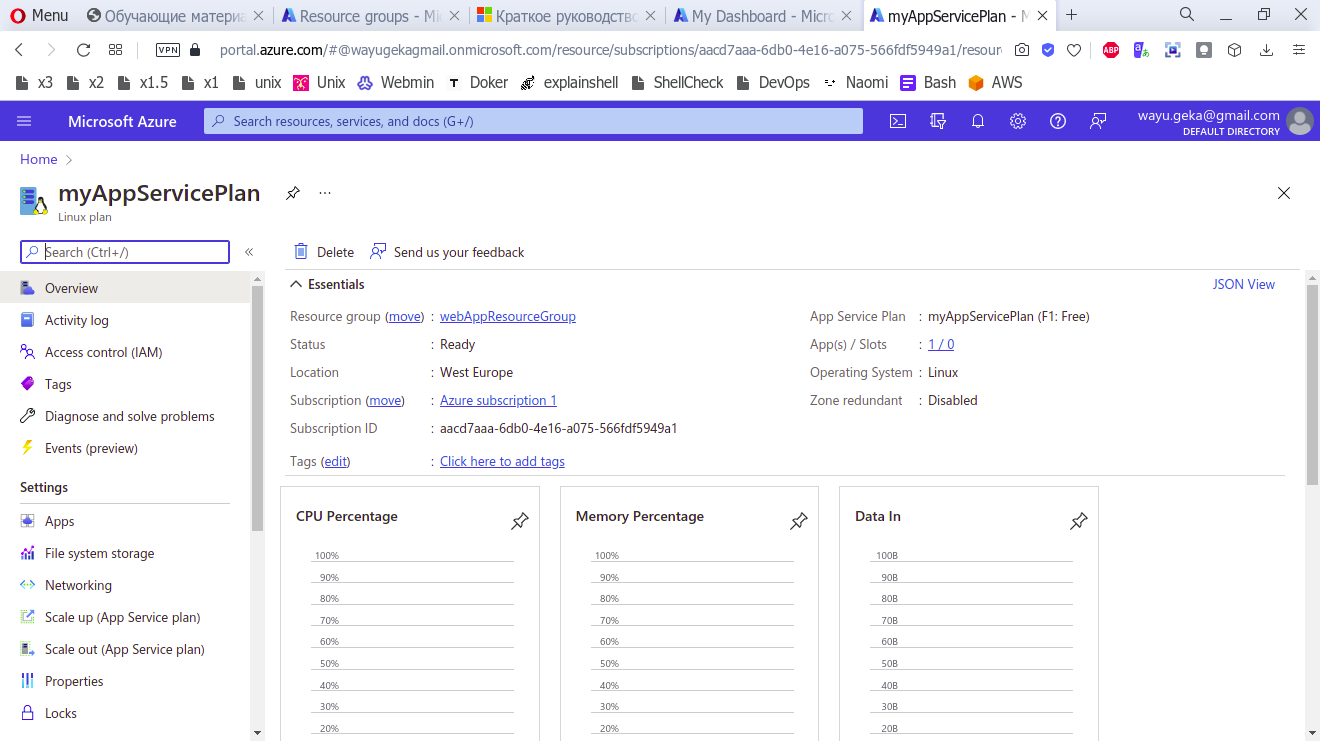 Menu
Обучающие материа
Resource groups - Mi
Краткое руководство
My Dashboard - Micro
myAppServicePlan - M
VPN
portal.azure.com/#@wayugekagmail.onmicrosoft.com/resource/subscriptions/aacd7aaa-6db0-4e16-a075-566fdf5949a1/resour
ABP
x3
x2
x1.5
x1
unix
Unix
Webmin
T Doker
explainshell
ShellCheck
DevOps
Naomi
Bash
AWS
Microsoft Azure
Search resources, services, and docs (G+/)
wayu.geka@gmail.com
DEFAULT DIRECTORY
Home
myAppServicePlan
...
Linux plan
Search (Ctrl+/)
«
Delete
Send us your feedback
Overview
Activity log
Access control (IAM)
Tags
Diagnose and solve problems
Events (preview)
Settings
Apps
File system storage
Networking
Scale up (App Service plan)
Scale out (App Service plan)
Properties
Locks
Essentials
JSON View
Resource group (move) : webAppResourceGroup
Status : Ready
Location : West Europe
Subscription (move) : Azure subscription 1
Subscription ID : aacd7aaa-6db0-4e16-a075-566fdf5949a1
Tags (edit) : Click here to add tags
App Service Plan : myAppServicePlan (F1: Free)
App(s) / Slots : 1 / 0
Operating System : Linux
Zone redundant : Disabled
CPU Percentage
100%
90%
80%
70%
60%
50%
40%
30%
20%
Memory Percentage
100%
90%
80%
70%
60%
50%
40%
30%
20%
Data In
100B
90B
80B
70B
60B
50B
40B
30B
20B